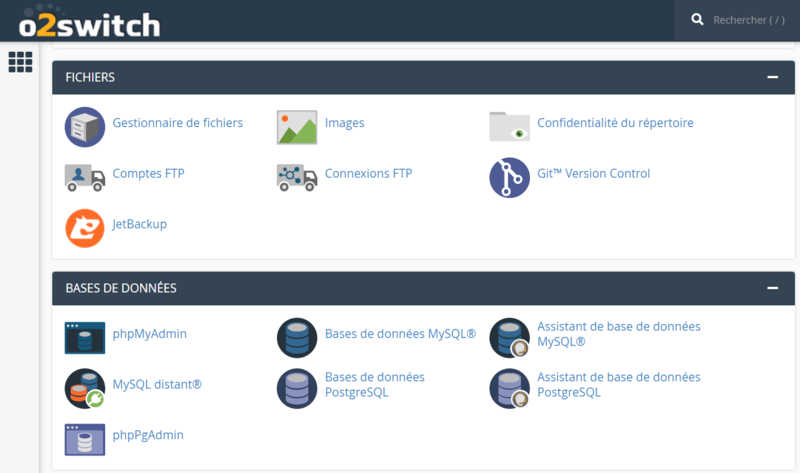 o2switch
Rechercher ( / )
FICHIERS
Gestionnaire de fichiers
Images
Confidentialité du répertoire
Comptes FTP
Connexions FTP
Git™ Version Control
JetBackup
BASES DE DONNÉES
phpMyAdmin
Bases de données MySQL®
Assistant de base de données
MySQL®
MySQL distant®
Bases de données
PostgreSQL
Assistant de base de données
PostgreSQL
phpPgAdmin